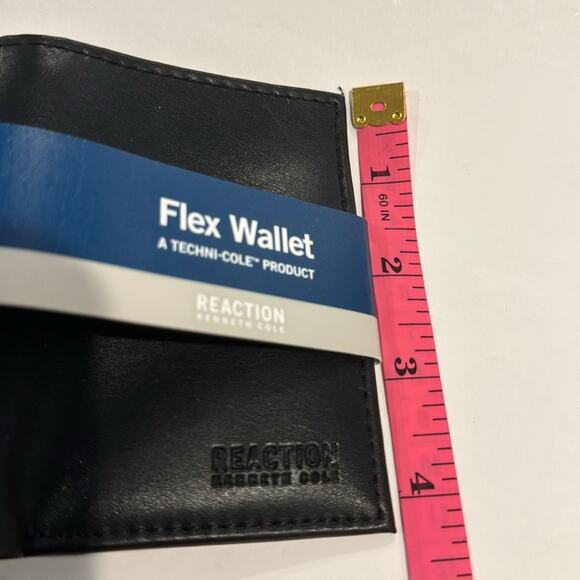 Flex Wallet
A TECHNI-COLE™ PRODUCT
REACTION
KENNETH COLE
REACTION
KENNETH COLE
1
60 IN
2
3
4